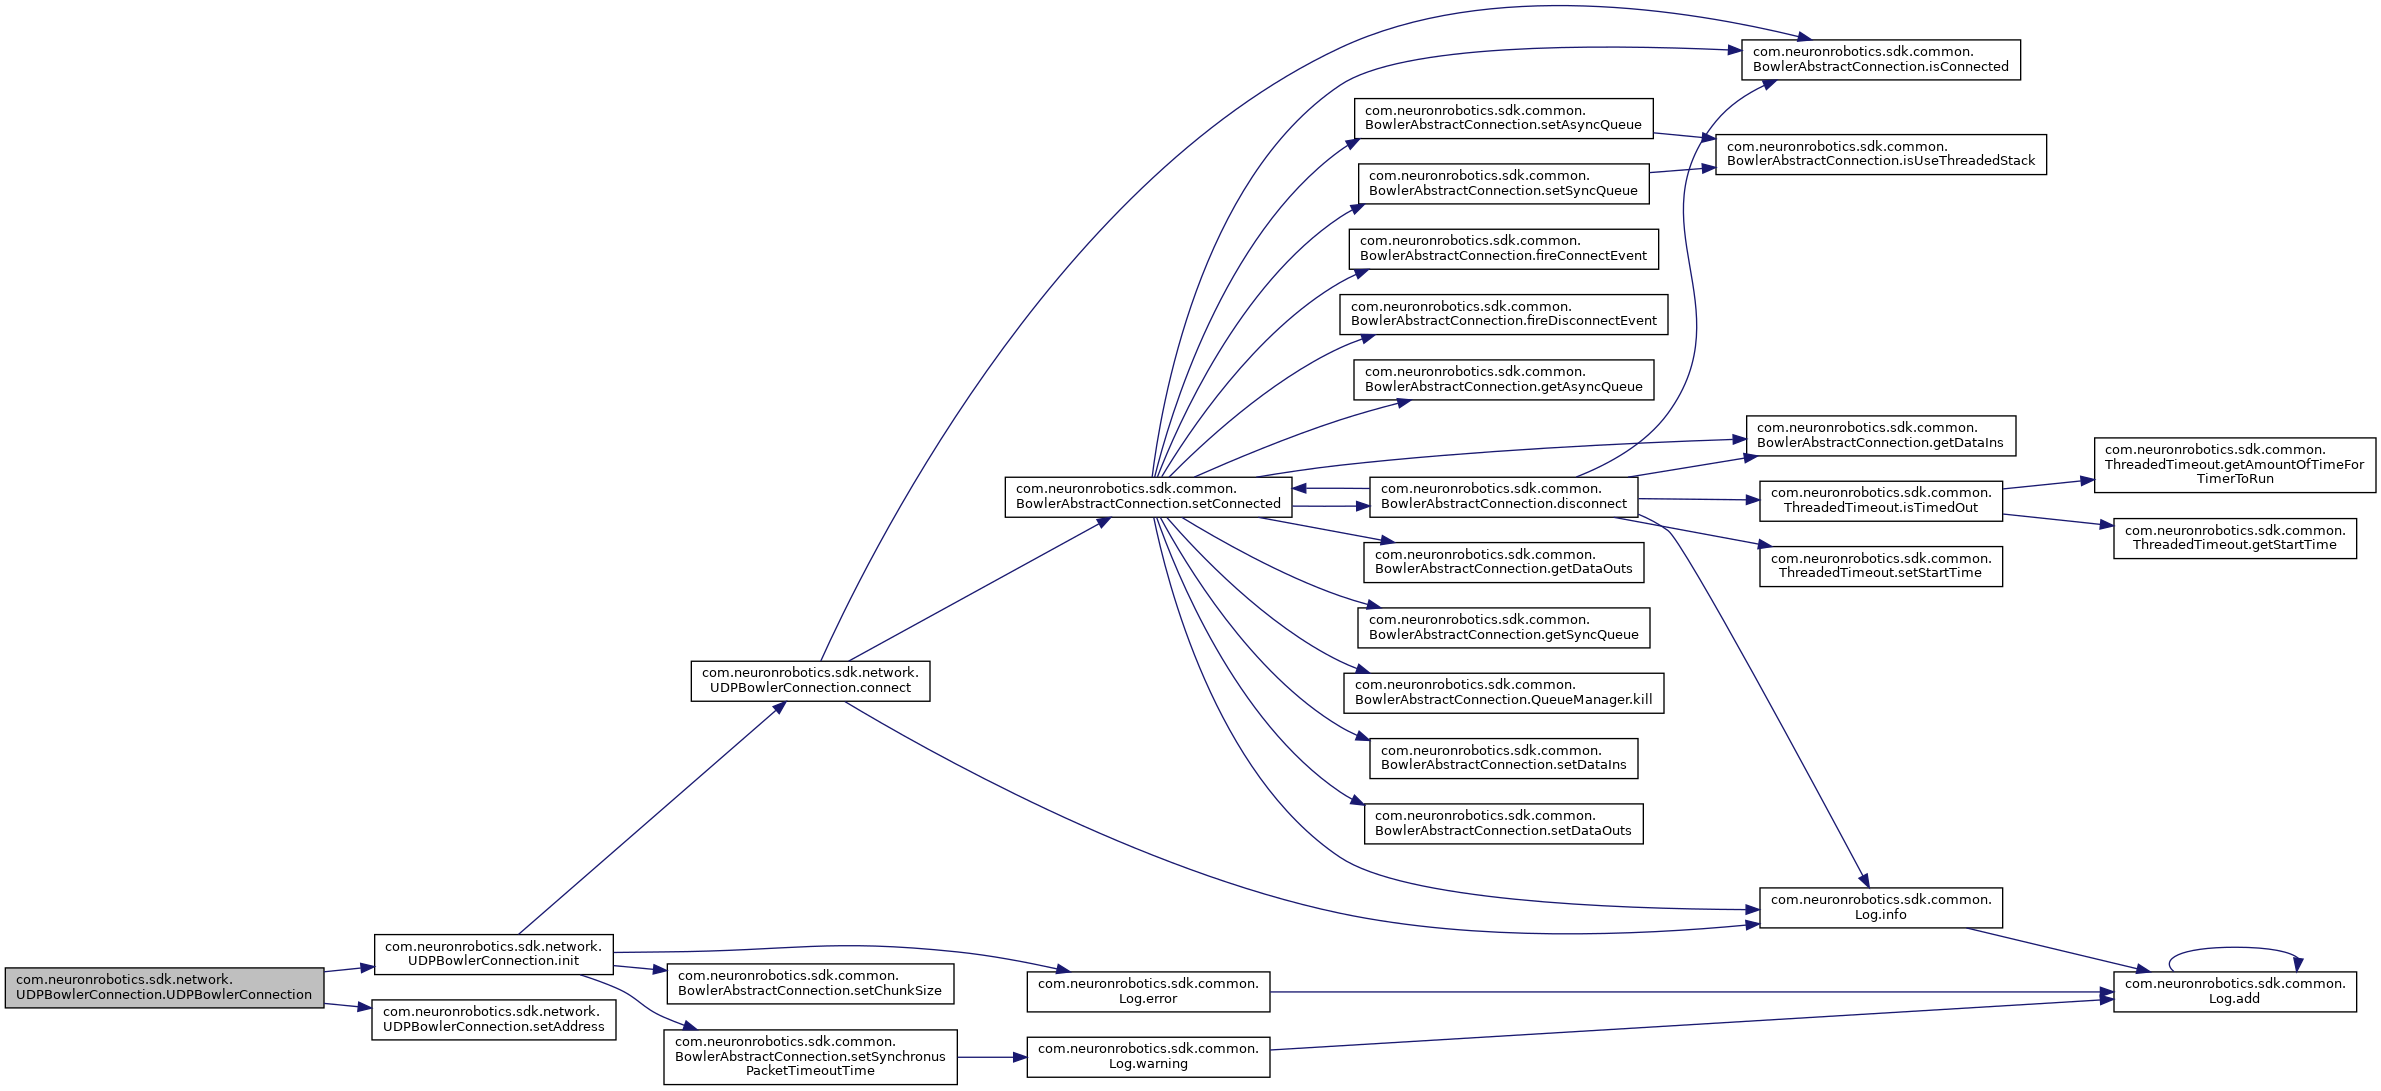 com.neuronrobotics.sdk.common.
BowlerAbstractConnection.isConnected
com.neuronrobotics.sdk.common.
BowlerAbstractConnection.setAsyncQueue
com.neuronrobotics.sdk.common.
BowlerAbstractConnection.isUseThreadedStack
com.neuronrobotics.sdk.common.
BowlerAbstractConnection.setSyncQueue
com.neuronrobotics.sdk.common.
BowlerAbstractConnection.fireConnectEvent
com.neuronrobotics.sdk.common.
BowlerAbstractConnection.fireDisconnectEvent
com.neuronrobotics.sdk.common.
BowlerAbstractConnection.getAsyncQueue
com.neuronrobotics.sdk.common.
BowlerAbstractConnection.getDataIns
com.neuronrobotics.sdk.common.
ThreadedTimeout.getAmountOfTimeFor
TimerToRun
com.neuronrobotics.sdk.common.
BowlerAbstractConnection.setConnected
com.neuronrobotics.sdk.common.
BowlerAbstractConnection.disconnect
com.neuronrobotics.sdk.common.
ThreadedTimeout.isTimedOut
com.neuronrobotics.sdk.common.
ThreadedTimeout.getStartTime
com.neuronrobotics.sdk.common.
BowlerAbstractConnection.getDataOuts
com.neuronrobotics.sdk.common.
ThreadedTimeout.setStartTime
com.neuronrobotics.sdk.common.
BowlerAbstractConnection.getSyncQueue
com.neuronrobotics.sdk.network.
UDPBowlerConnection.connect
com.neuronrobotics.sdk.common.
BowlerAbstractConnection.QueueManager.kill
com.neuronrobotics.sdk.common.
BowlerAbstractConnection.setDataIns
com.neuronrobotics.sdk.common.
BowlerAbstractConnection.setDataOuts
com.neuronrobotics.sdk.common.
Log.info
com.neuronrobotics.sdk.network.
UDPBowlerConnection.init
com.neuronrobotics.sdk.network.
UDPBowlerConnection.UDPBowlerConnection
com.neuronrobotics.sdk.common.
BowlerAbstractConnection.setChunkSize
com.neuronrobotics.sdk.common.
Log.error
com.neuronrobotics.sdk.common.
Log.add
com.neuronrobotics.sdk.network.
UDPBowlerConnection.setAddress
com.neuronrobotics.sdk.common.
BowlerAbstractConnection.setSynchronus
PacketTimeoutTime
com.neuronrobotics.sdk.common.
Log.warning